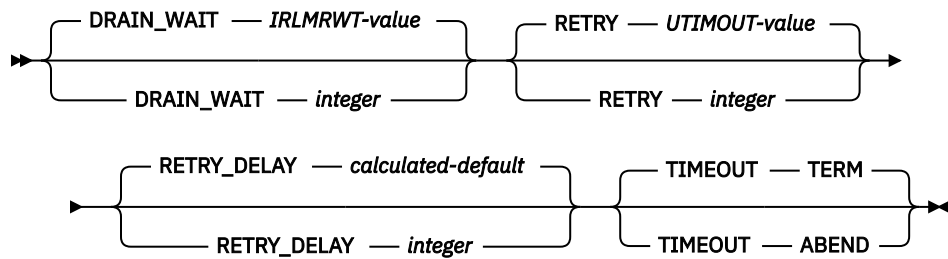 DRAIN_WAIT IRLMRWT-value RETRY UTIMOUT-value
DRAIN_WAIT integer RETRY integer
RETRY_DELAY calculated-default TIMEOUT TERM
RETRY_DELAY integer TIMEOUT ABEND